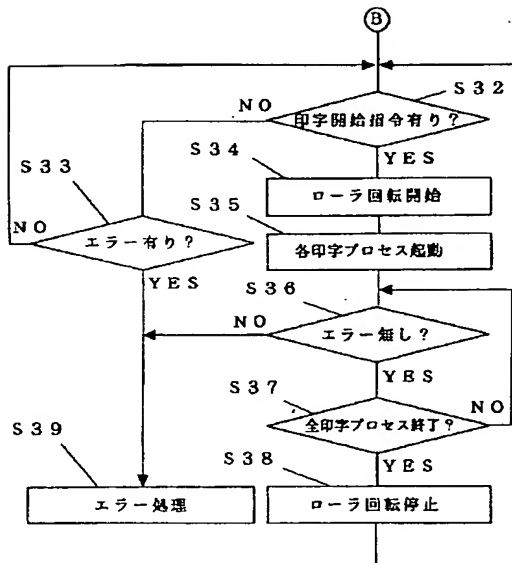 B
S32
NO
印字開始指令有り?
YES
S34
S33
ローラ回転開始
S35
NO
エラー有り?
各印字プロセス起動
YES
S36
NO
エラー無し?
YES
S37
NO
全印字プロセス終了?
S39
YES
S38
エラー処理
ローラ回転停止